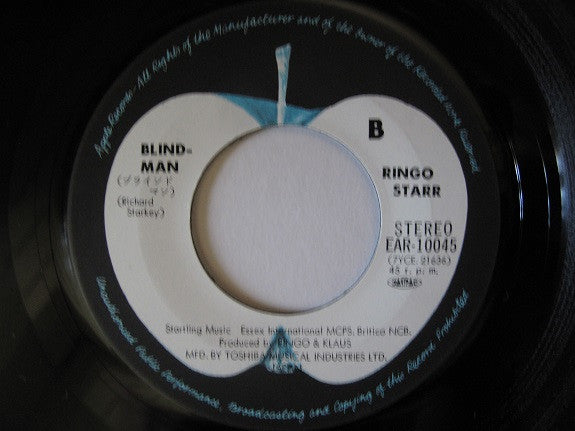 Apple Records - All Rights of the Manufacturer and of the Owner of the Recorded Work Reserved.
B
BLIND-
MAN
(ブラインド
マン)
(Richard
Starkey)
RINGO
STARR
STEREO
EAR-10045
(7YCE. 21636)
45 r. p. m.
Startling Music Essex International MCPS, Britico NCB.
Produced by RINGO & KLAUS
MFD. BY TOSHIBA MUSICAL INDUSTRIES LTD.
Unauthorised Public Performance, Broadcasting and Copying of this Record Prohibited